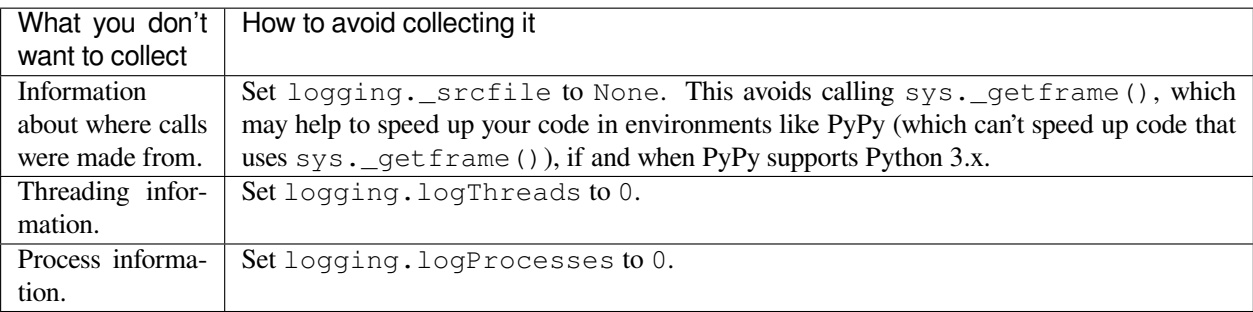 What you don't want to collect
How to avoid collecting it
Information about where calls were made from.
Set logging._srcfile to None. This avoids calling sys._getframe(), which
may help to speed up your code in environments like PyPy (which can't speed up code that
uses sys._getframe()), if and when PyPy supports Python 3.x.
Threading infor-
mation.
Set logging.logThreads to 0.
Process informa-
tion.
Set logging.logProcesses to 0.